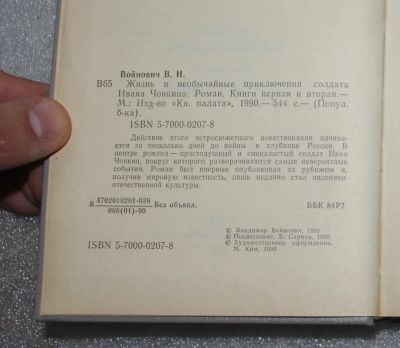 Войнович В. Н.
В65 Жизнь и необычайные приключения солдата
Ивана Чонкина: Роман. Книги первая и вторая.—
М.: Изд-во «Кн. палата», 1990.— 544 с.— (Попул.
б-ка).
ISBN 5-7000-0207-8
Действие этого остросюжетного повествования начинается
за несколько дней до войны в глубине России. В
центре романа — простодушный и смекалистый солдат Иван
Чонкин, вокруг которого разворачиваются самые невероятные
события. Роман был впервые опубликован за рубежом и,
получив мировую известность, лишь недавно стал явлением
отечественной культуры.
В 4702010201-038
008(01)-90 Без объявл. ББК 84Р7
ISBN 5-7000-0207-8
© Владимир Войнович, 1990
© Послесловие. Б. Сарнов, 1990
© Художественное оформление.
М. Ким, 1990